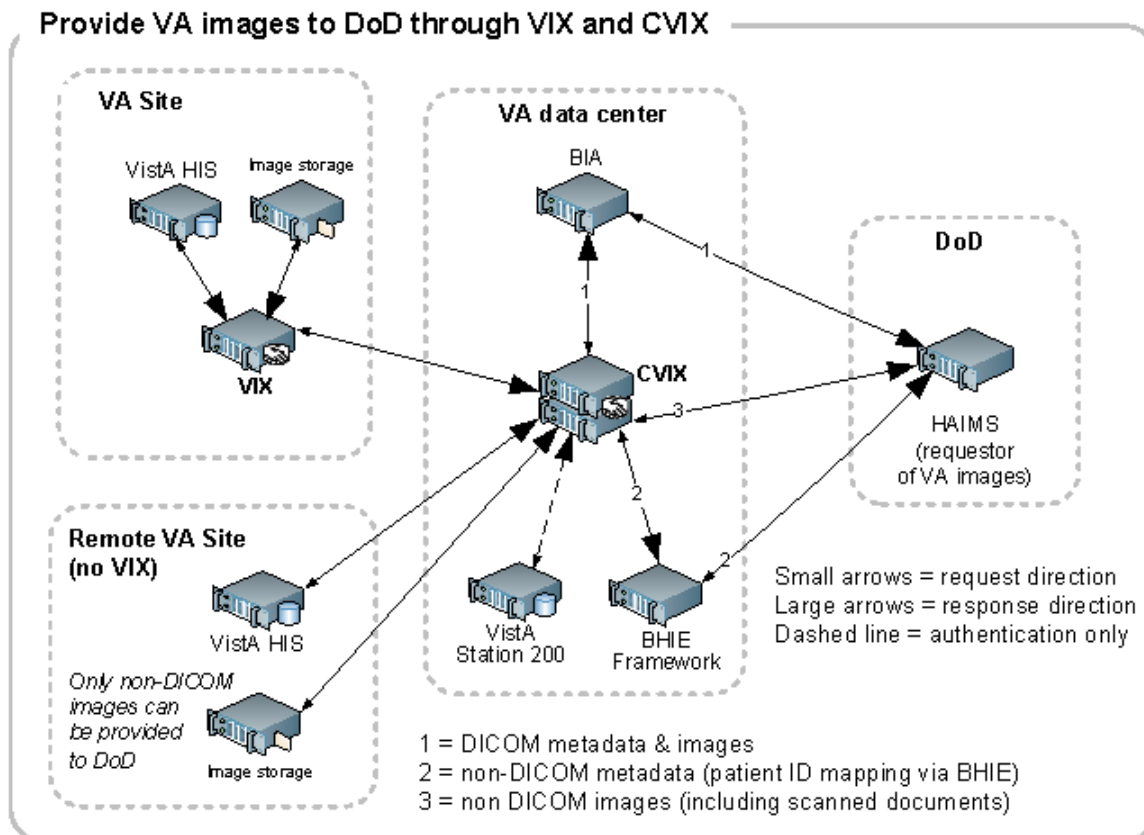 Provide VA images to DoD through VIX and CVIX
VA Site
VistA HIS
Image storage
VIX
VA data center
BIA
1
1
DoD
CVIX
3
HAIMS
(requestor
of VA images)
2
2
VistA
Station 200
BHIE
Framework
Remote VA Site
(no VIX)
VistA HIS
Only non-DICOM
images can
be provided
to DoD
Image storage
Small arrows = request direction
Large arrows = response direction
Dashed line = authentication only
1 = DICOM metadata & images
2 = non-DICOM metadata (patient ID mapping via BHIE)
3 = non DICOM images (including scanned documents)